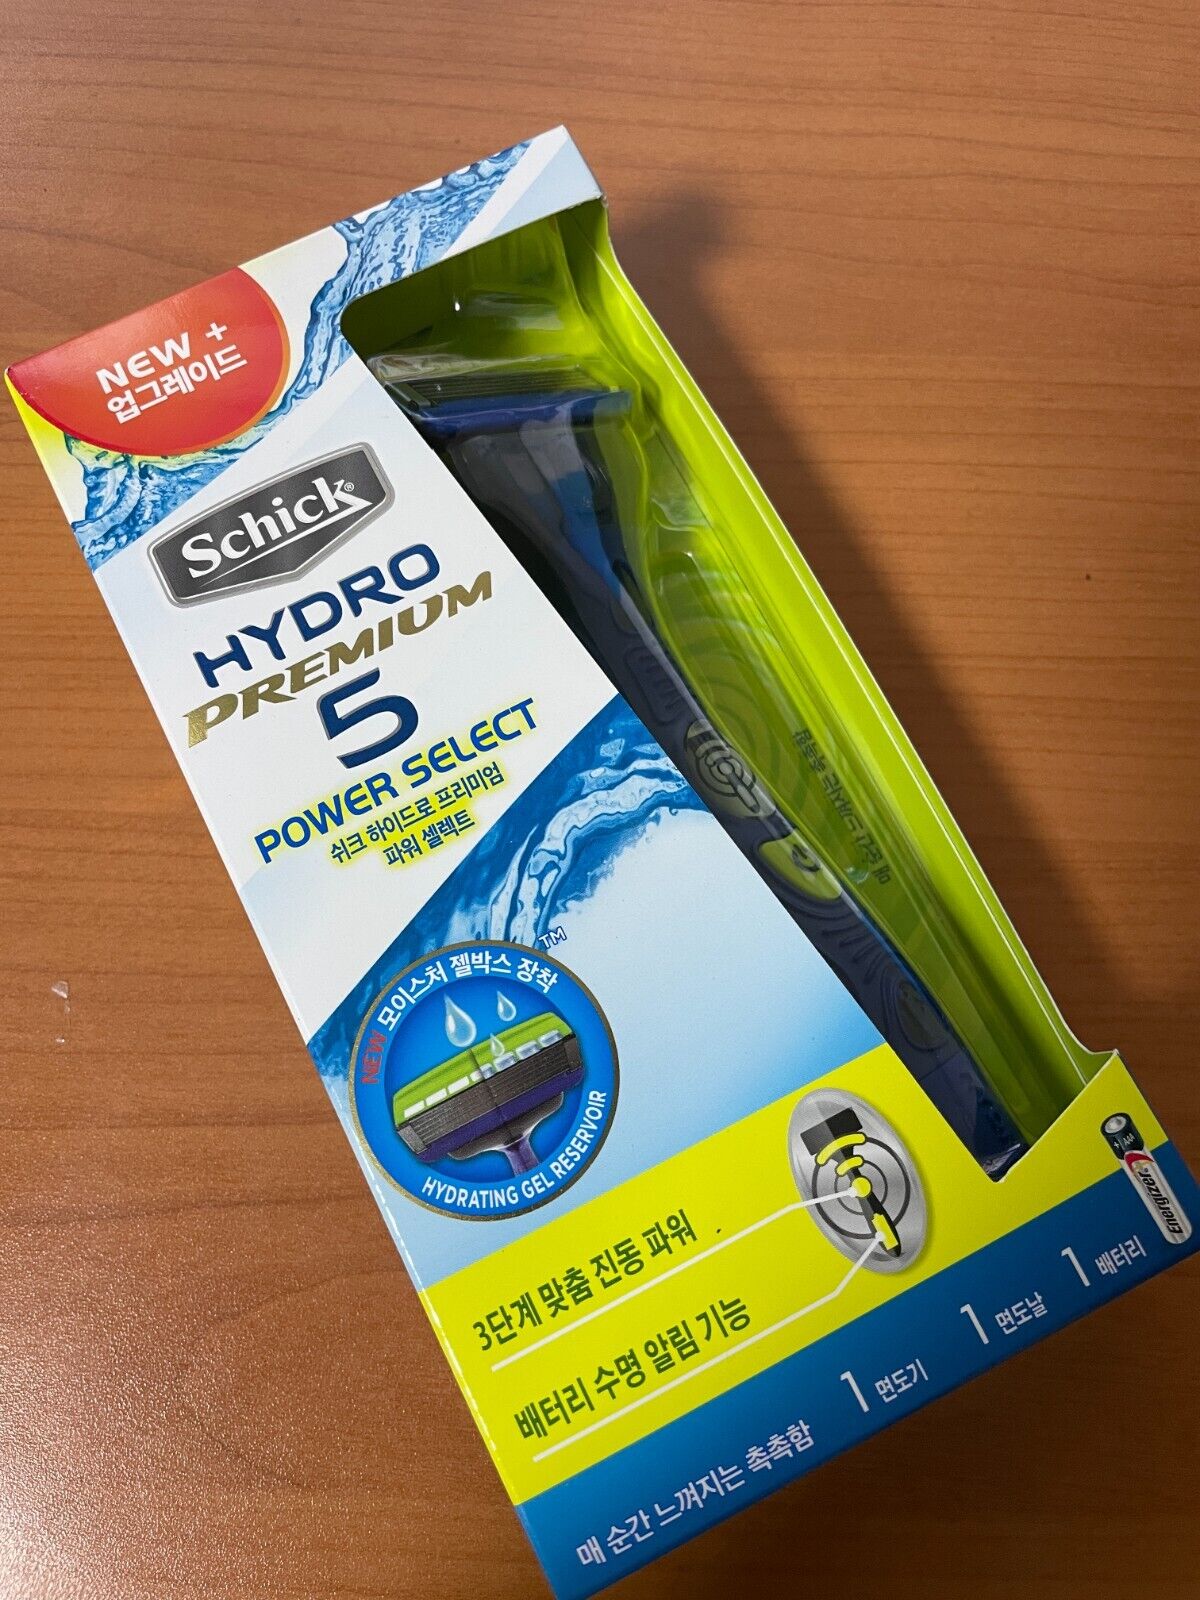 NEW +
업그레이드
Schick®
HYDRO
PREMIUM
5
POWER SELECT
쉬크 하이드로 프리미엄
파워 셀렉트
NEW 모이스처 젤박스 장착™
HYDRATING GEL RESERVOIR
3단계 맞춤 진동 파워
배터리 수명 알림 기능
+ AAA
Energizer
매 순간 느껴지는 촉촉함
1 면도기
1 면도날
1 배터리